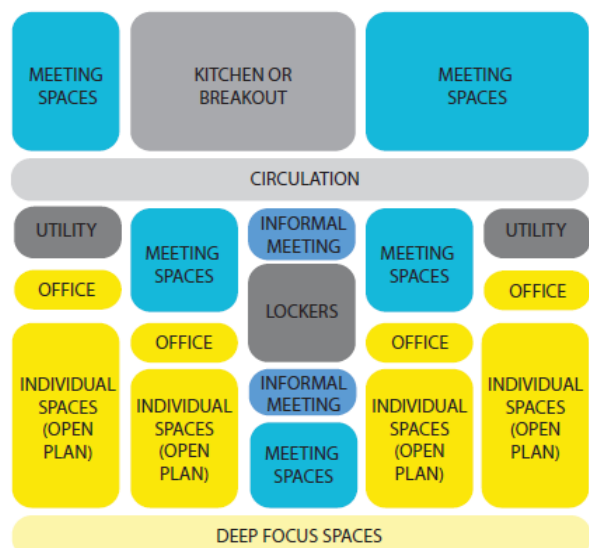 MEETING
SPACES
KITCHEN OR
BREAKOUT
MEETING
SPACES
CIRCULATION
UTILITY
MEETING
SPACES
INFORMAL
MEETING
MEETING
SPACES
UTILITY
OFFICE
LOCKERS
OFFICE
OFFICE
OFFICE
INDIVIDUAL
SPACES
(OPEN
PLAN)
INDIVIDUAL
SPACES
(OPEN
PLAN)
INFORMAL
MEETING
MEETING
SPACES
INDIVIDUAL
SPACES
(OPEN
PLAN)
INDIVIDUAL
SPACES
(OPEN
PLAN)
DEEP FOCUS SPACES